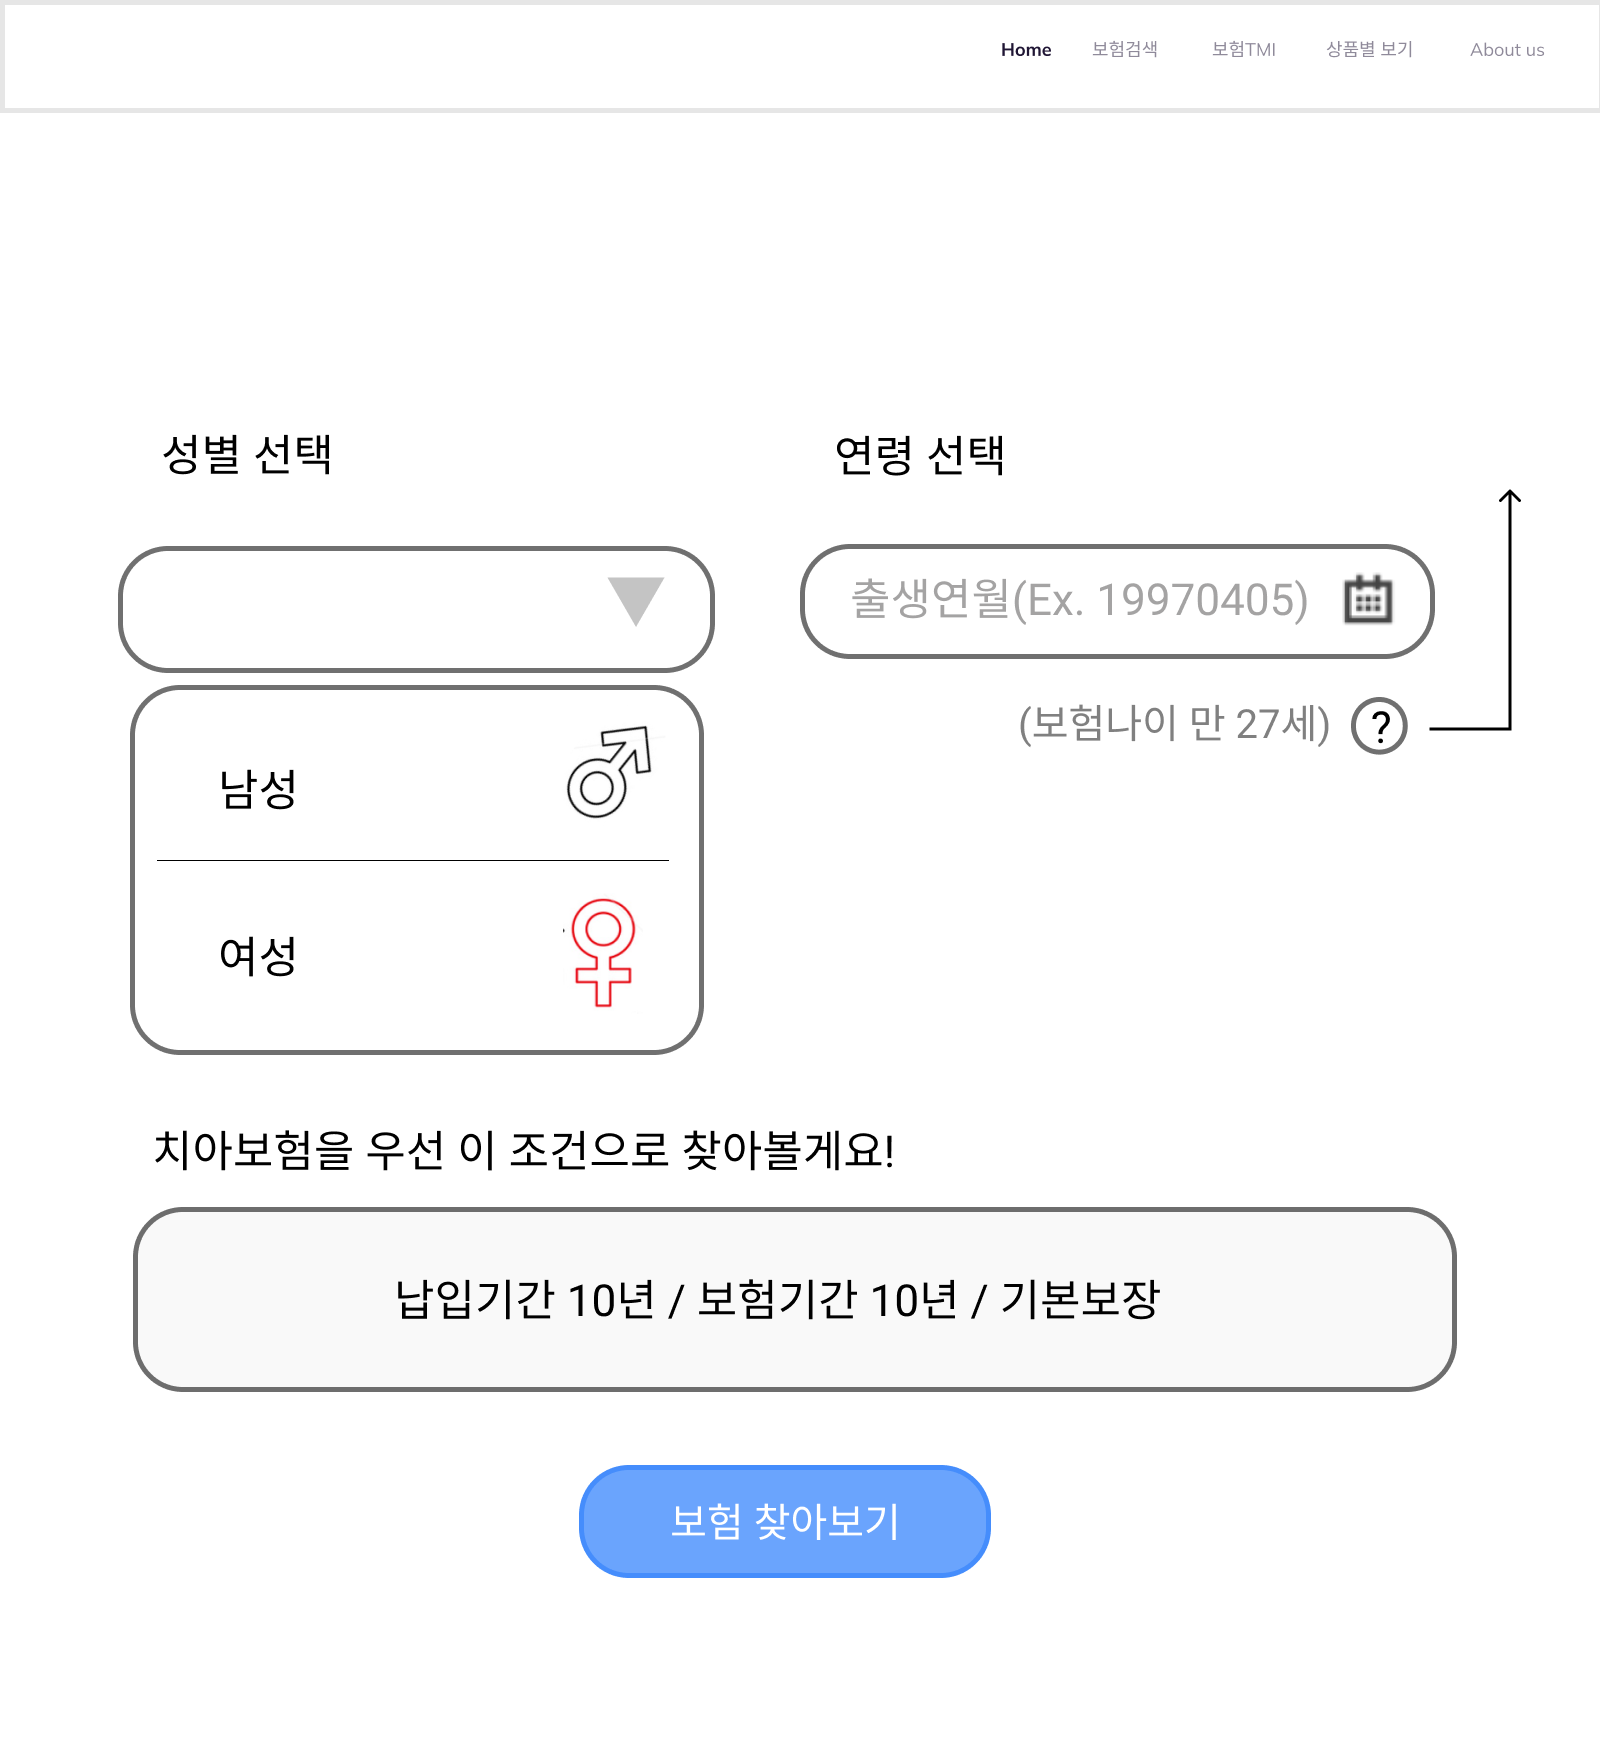 Home 보험검색 보험TMI 상품별 보기 About us
성별 선택
연령 선택
출생연월(Ex. 19970405)
(보험나이 만 27세) ?
남성
여성
치아보험을 우선 이 조건으로 찾아볼게요!
납입기간 10년 / 보험기간 10년 / 기본보장
보험 찾아보기